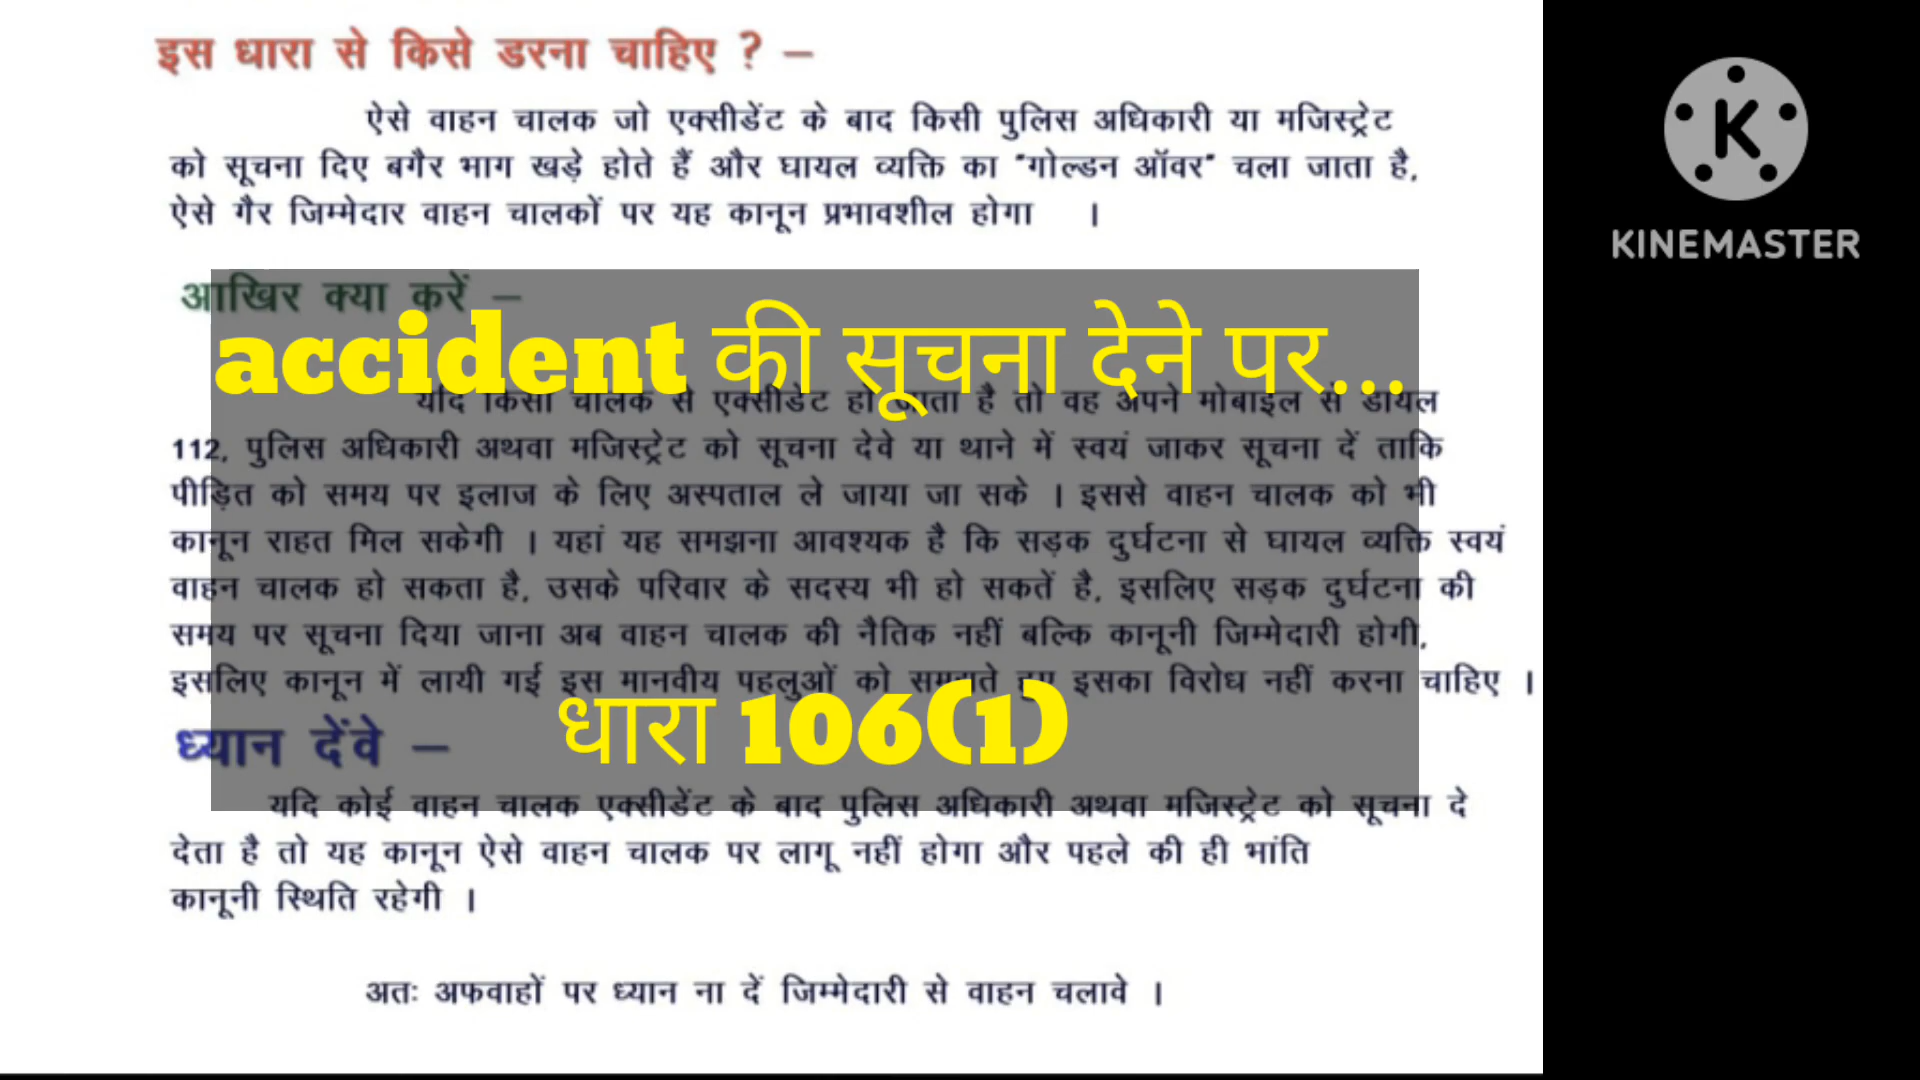 इस धारा से किसे डरना चाहिए ? –
ऐसे वाहन चालक जो एक्सीडेंट के बाद किसी पुलिस अधिकारी या मजिस्ट्रेट
को सूचना दिए बगैर भाग खड़े होते हैं और घायल व्यक्ति का "गोल्डन ऑवर" चला जाता है,
ऐसे गैर जिम्मेदार वाहन चालकों पर यह कानून प्रभावशील होगा ।
आखिर क्या करें –
accident की सूचना देने पर...
यदि किसी चालक से एक्सीडेंट हो जाता है तो वह अपने मोबाइल से डायल
112, पुलिस अधिकारी अथवा मजिस्ट्रेट को सूचना देवे या थाने में स्वयं जाकर सूचना दें ताकि
पीड़ित को समय पर इलाज के लिए अस्पताल ले जाया जा सके । इससे वाहन चालक को भी
कानून राहत मिल सकेगी । यहां यह समझना आवश्यक है कि सड़क दुर्घटना से घायल व्यक्ति स्वयं
वाहन चालक हो सकता है, उसके परिवार के सदस्य भी हो सकतें है, इसलिए सड़क दुर्घटना की
समय पर सूचना दिया जाना अब वाहन चालक की नैतिक नहीं बल्कि कानूनी जिम्मेदारी होगी,
इसलिए कानून में लायी गई इस मानवीय पहलुओं को समझते हुए इसका विरोध नहीं करना चाहिए ।
धारा 106(1)
ध्यान देंवे –
यदि कोई वाहन चालक एक्सीडेंट के बाद पुलिस अधिकारी अथवा मजिस्ट्रेट को सूचना दे
देता है तो यह कानून ऐसे वाहन चालक पर लागू नहीं होगा और पहले की ही भांति
कानूनी स्थिति रहेगी ।
अतः अफवाहों पर ध्यान ना दें जिम्मेदारी से वाहन चलावे ।
K
KINEMASTER